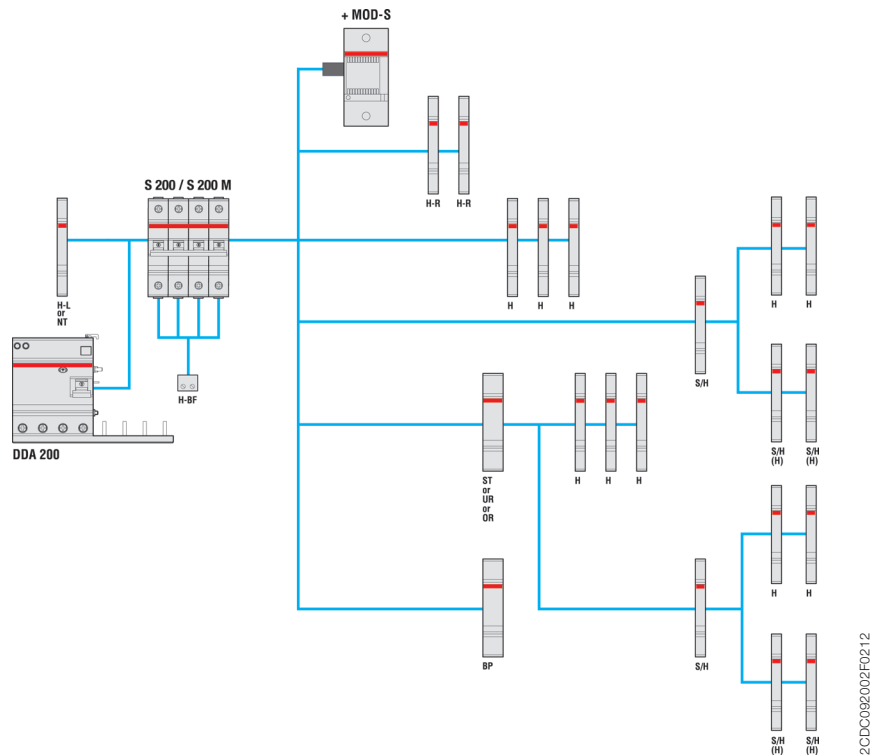 + MOD-S
H-R
H-R
S 200 / S 200 M
H-L
or
NT
H
H
H
H
H
S/H
H-BF
DDA 200
S/H
(H)
S/H
(H)
ST
or
UR
or
OR
H
H
H
H
H
BP
S/H
S/H
(H)
S/H
(H)
2CDC092002F0212